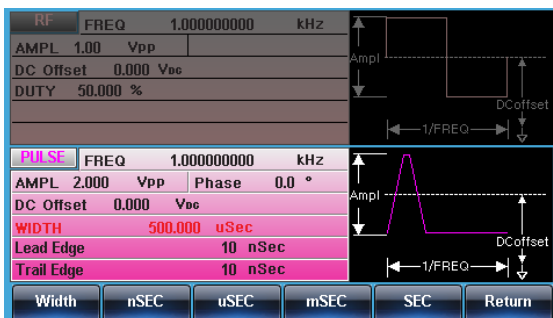 RF FREQ 1.000000000 kHz
AMPL 1.00 Vpp
DC Offset 0.000 VDC
DUTY 50.000 %
Ampl
DCoffset
1/FREQ
PULSE FREQ 1.000000000 kHz
AMPL 2.000 Vpp Phase 0.0 °
DC Offset 0.000 VDC
WIDTH 500.000 uSec
Lead Edge 10 nSec
Trail Edge 10 nSec
Ampl
DCoffset
1/FREQ
Width nSEC uSEC mSEC SEC Return